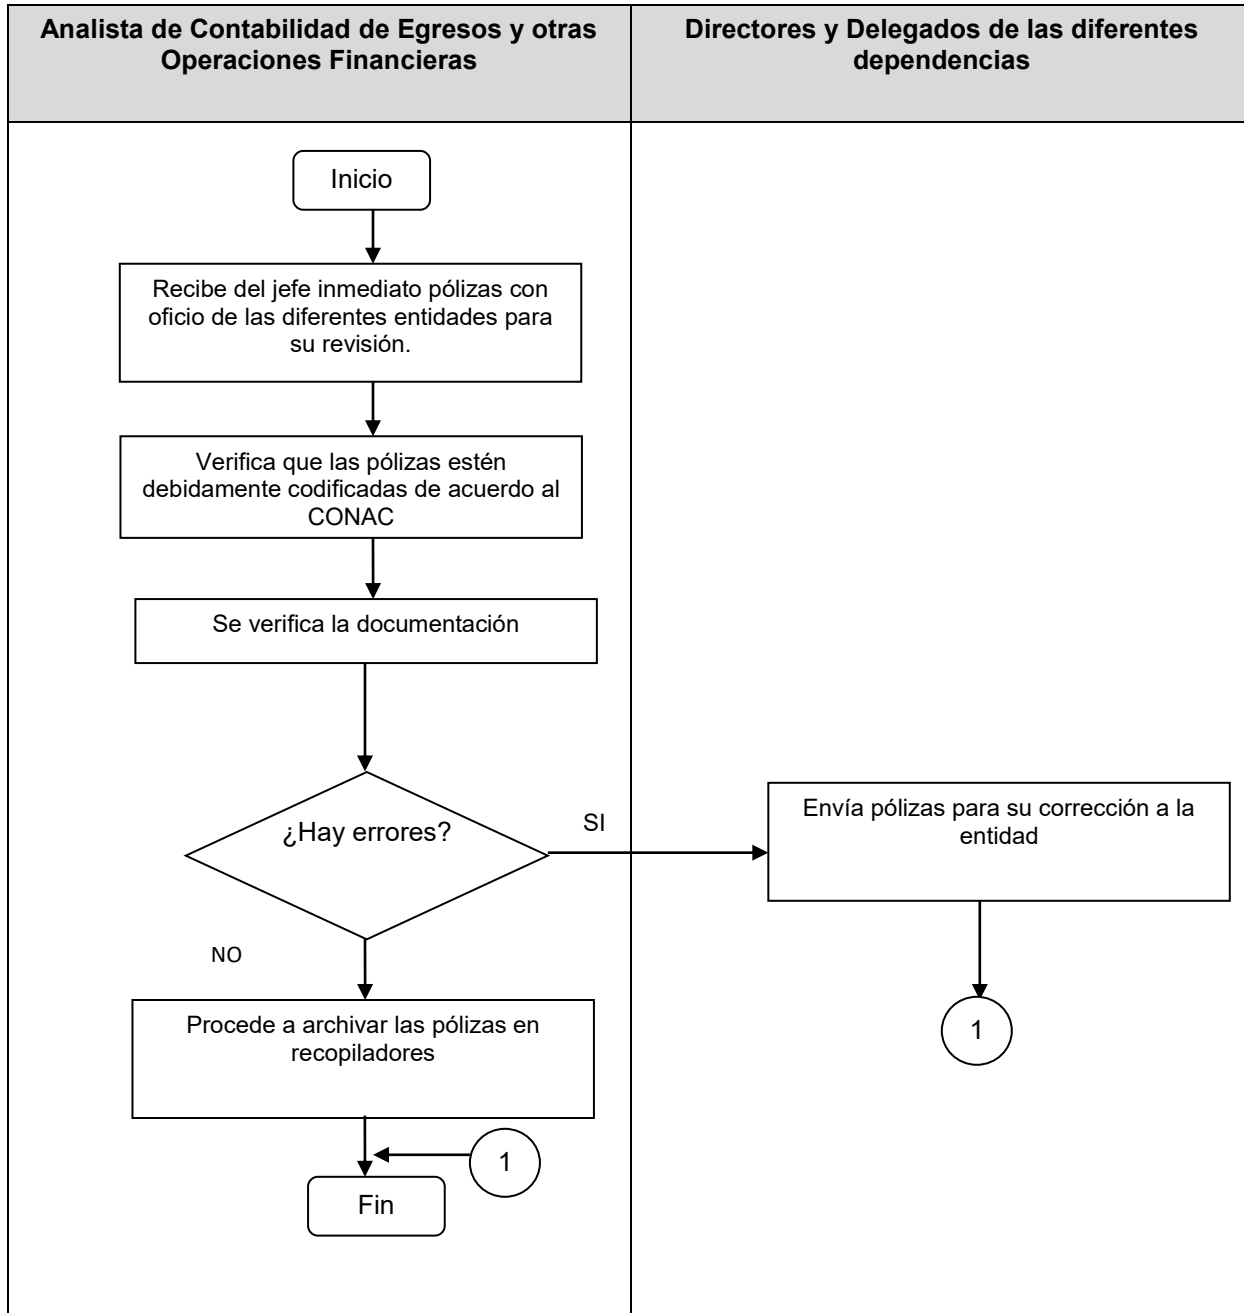 Analista de Contabilidad de Egresos y otras
Operaciones Financieras
Directores y Delegados de las diferentes
dependencias
Inicio
Recibe del jefe inmediato pólizas con
oficio de las diferentes entidades para
su revisión.
Verifica que las pólizas estén
debidamente codificadas de acuerdo al
CONAC
Se verifica la documentación
¿Hay errores?
SI
Envía pólizas para su corrección a la
entidad
NO
Procede a archivar las pólizas en
recopiladores
1
1
Fin